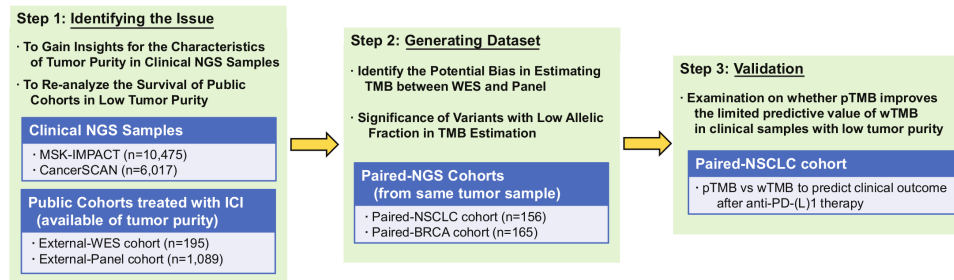 Step 1: Identifying the Issue
· To Gain Insights for the Characteristics
of Tumor Purity in Clinical NGS Samples
· To Re-analyze the Survival of Public
Cohorts in Low Tumor Purity
Clinical NGS Samples
· MSK-IMPACT (n=10,475)
· CancerSCAN (n=6,017)
Public Cohorts treated with ICI
(available of tumor purity)
· External-WES cohort (n=195)
· External-Panel cohort (n=1,089)
Step 2: Generating Dataset
· Identify the Potential Bias in Estimating
TMB between WES and Panel
· Significance of Variants with Low Allelic
Fraction in TMB Estimation
Paired-NGS Cohorts
(from same tumor sample)
· Paired-NSCLC cohort (n=156)
· Paired-BRCA cohort (n=165)
Step 3: Validation
· Examination on whether pTMB improves
the limited predictive value of wTMB
in clinical samples with low tumor purity
Paired-NSCLC cohort
· pTMB vs wTMB to predict clinical outcome
after anti-PD-(L)1 therapy